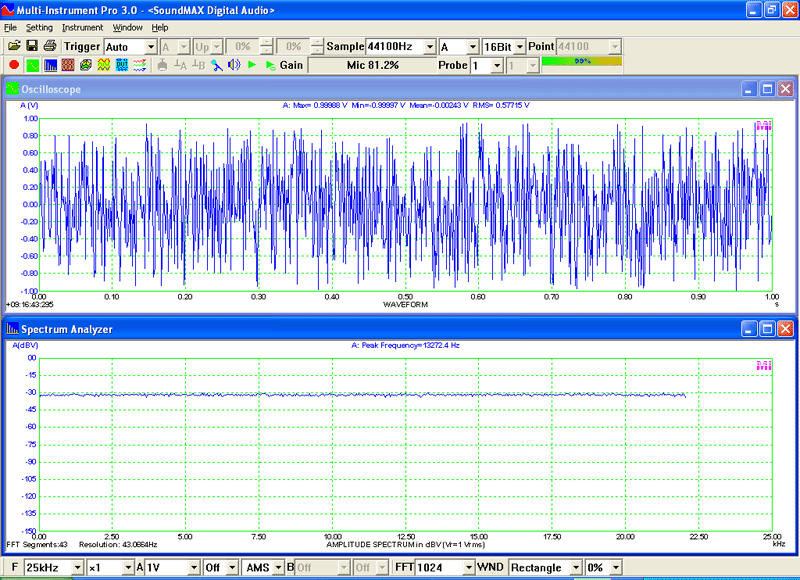 Multi-Instrument Pro 3.0 - <SoundMAX Digital Audio>
File Setting Instrument Window Help
Trigger Auto A Up 0% 0% Sample 44100Hz A 16Bit Point 44100
Gain Mic 81.2% Probe 1 1 99%
Oscilloscope
A (V) A: Max= 0.99988 V Min=-0.99997 V Mean=-0.00243 V RMS= 0.57715 V
1.00
0.80
0.60
0.40
0.20
0.00
-0.20
-0.40
-0.60
-0.80
-1.00
0.00 0.10 0.20 0.30 0.40 0.50 0.60 0.70 0.80 0.90 1.00
+09:16:43:295 WAVEFORM s
Spectrum Analyzer
A(dBV) A: Peak Frequency=13272.4 Hz
00
-15
-30
-45
-60
-75
-90
-105
-120
-135
-150
0.00 2.50 5.00 7.50 10.00 12.50 15.00 17.50 20.00 22.50 25.00
FFT Segments:43 Resolution: 43.0664Hz AMPLITUDE SPECTRUM in dBV (Vr=1 Vrms) kHz
F 25kHz ×1 A 1V Off AMS B Off Off FFT 1024 WND Rectangle 0%